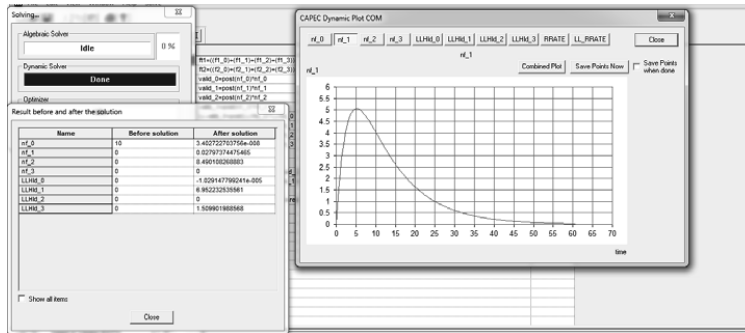 Solving...
Algebraic Solver
Idle
0 %
Dynamic Solver
Done
Optimizer
valid_0=post(nf_0)*nf_0
valid_1=post(nf_1)*nf_1
valid_2=post(nf_2)*nf_2
Result before and after the solution
Name Before solution After solution
nf_0 10 3.402722703756e-008
nf_1 0 0.02797374475465
nf_2 0 8.490108268883
nf_3 0 0
LLHld_0 0 -1.029147799241e-005
LLHld_1 0 6.952232535561
LLHld_2 0 0
LLHld_3 0 1.509901988568
Show all items
Close
CAPEC Dynamic Plot COM
nf_0 nf_1 nf_2 nf_3 LLHld_0 LLHld_1 LLHld_2 LLHld_3 RRATE LL_RRATE Close
nf_1
nf_1
Combined Plot Save Points Now Save Points when done
6
5.5
5
4.5
4
3.5
3
2.5
2
1.5
1
0.5
0
0 5 10 15 20 25 30 35 40 45 50 55 60 65 70
time